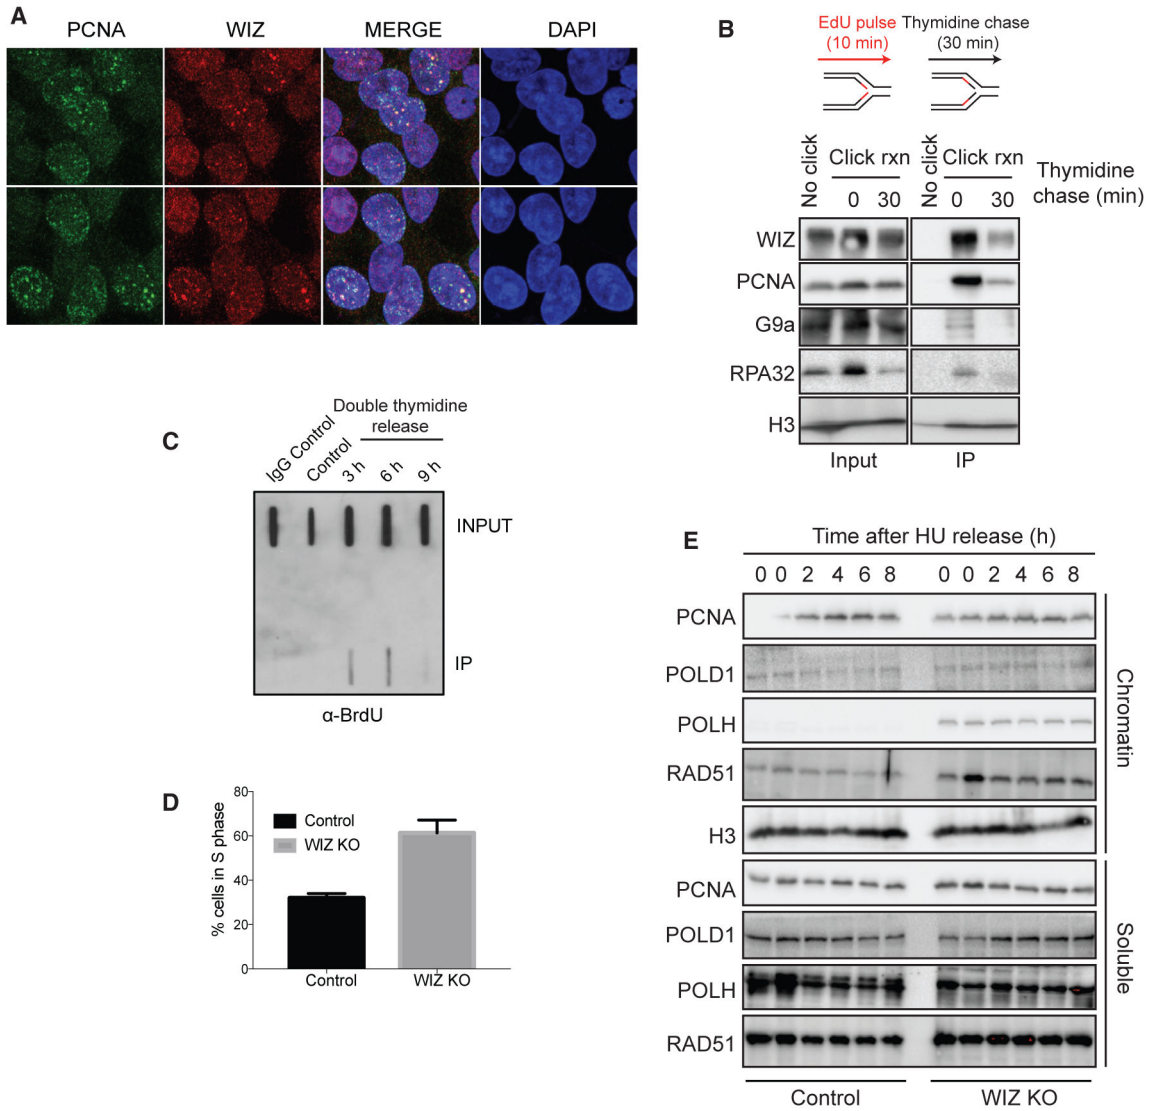 A
PCNA WIZ MERGE DAPI
B
EdU pulse
(10 min)
Thymidine chase
(30 min)
No click
Click rxn
0 30
No click
Click rxn
0 30
Thymidine
chase (min)
WIZ
PCNA
G9a
RPA32
H3
Input IP
C
Double thymidine
release
IgG Control
Control
3 h
6 h
9 h
INPUT
IP
α-BrdU
D
% cells in S phase
80
60
40
20
0
Control
WIZ KO
Control WIZ KO
E
Time after HU release (h)
0 0 2 4 6 8 0 0 2 4 6 8
PCNA
POLD1
POLH
RAD51
H3
Chromatin
PCNA
POLD1
POLH
RAD51
Soluble
Control WIZ KO